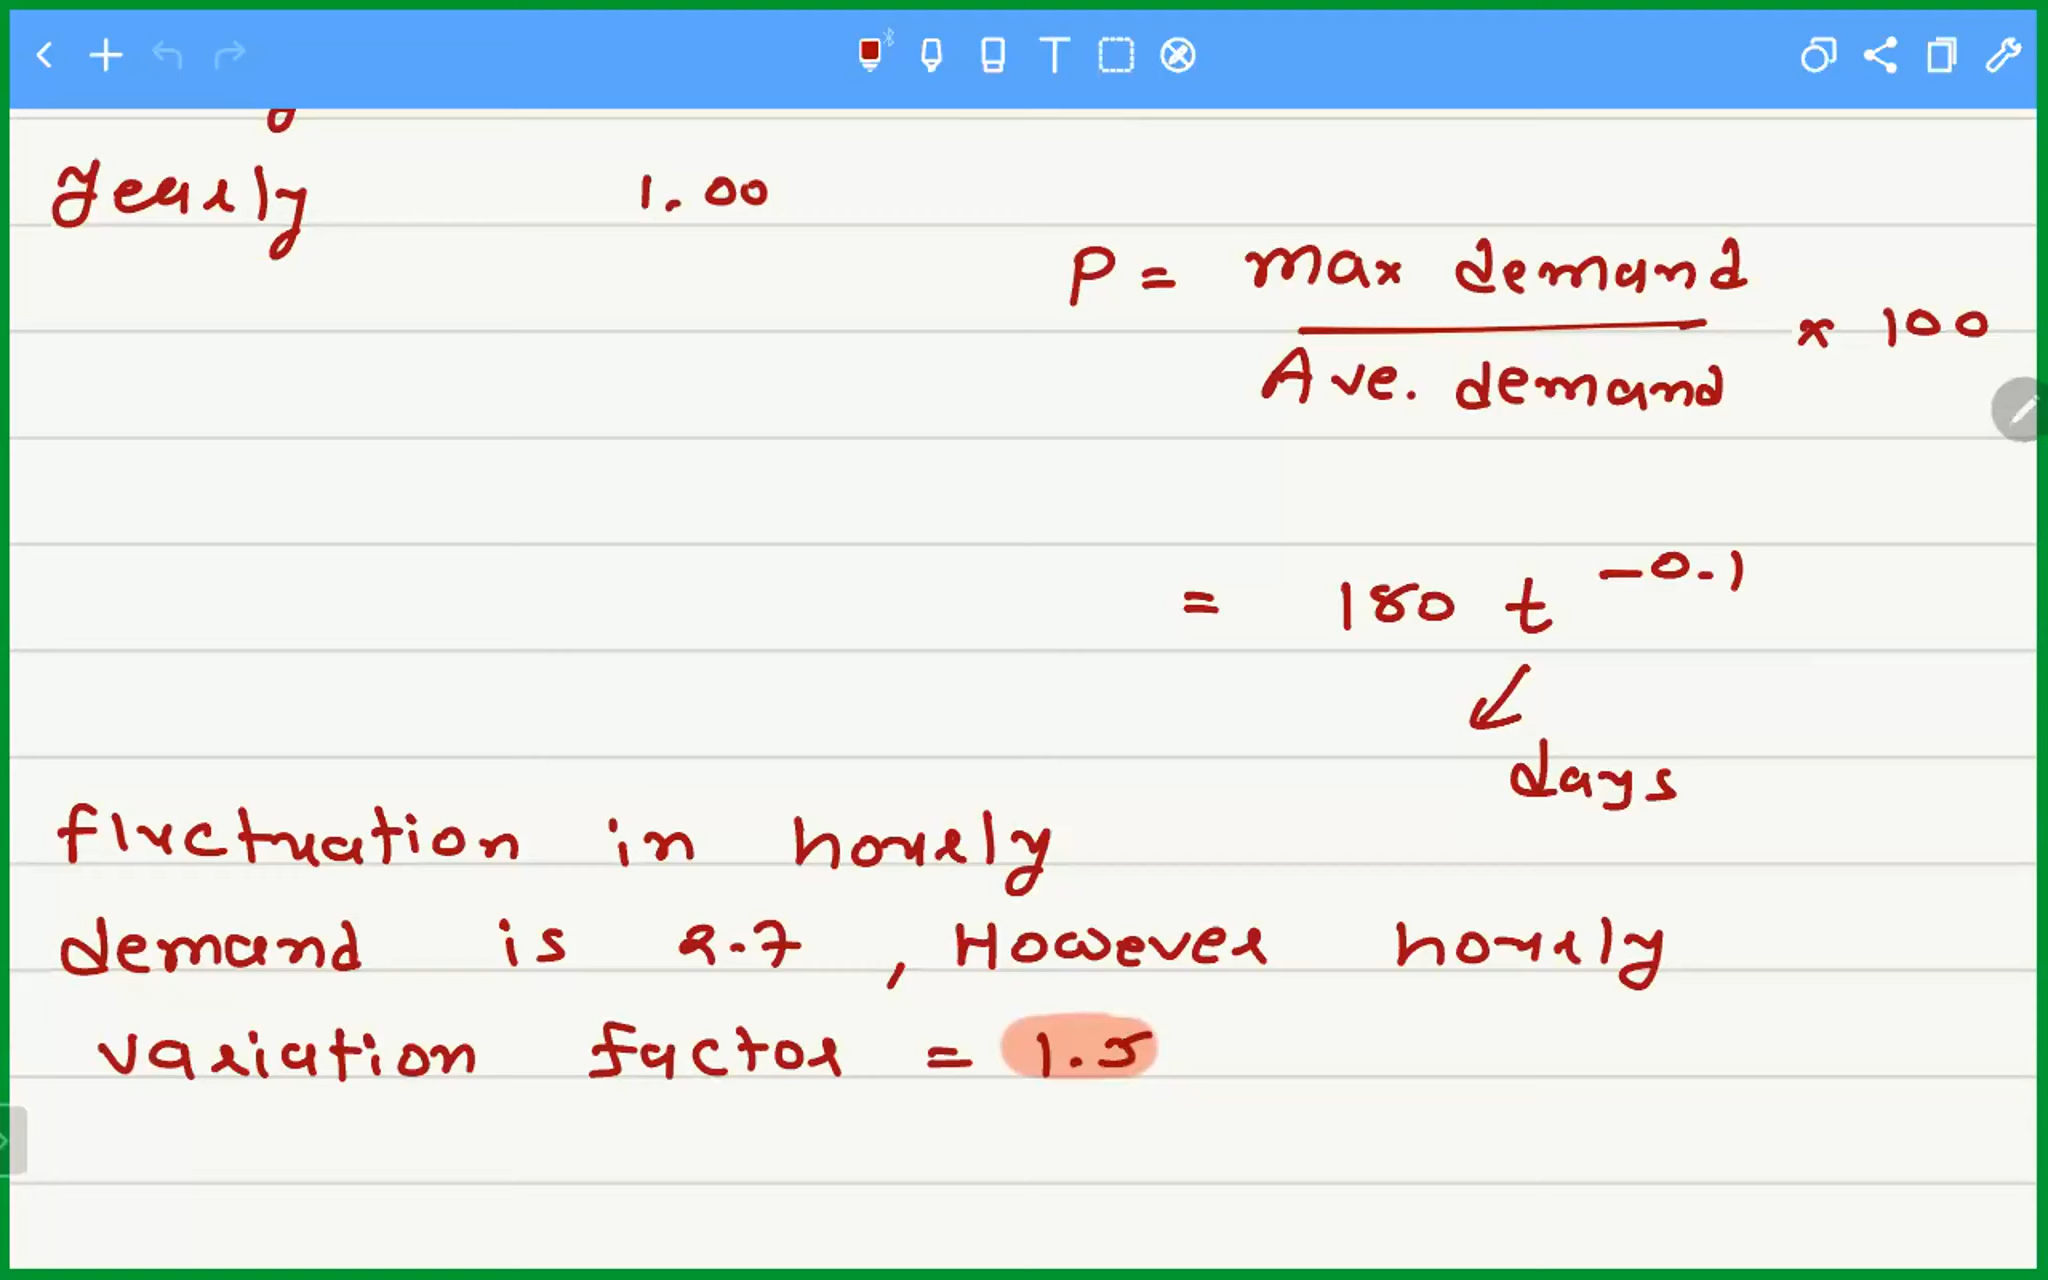 Yearly 1.00
P = max demand / Ave. demand × 100
= 180 t^-0.1
days
fluctuation in hourly
demand is 2.7, However hourly
variation factor = 1.5